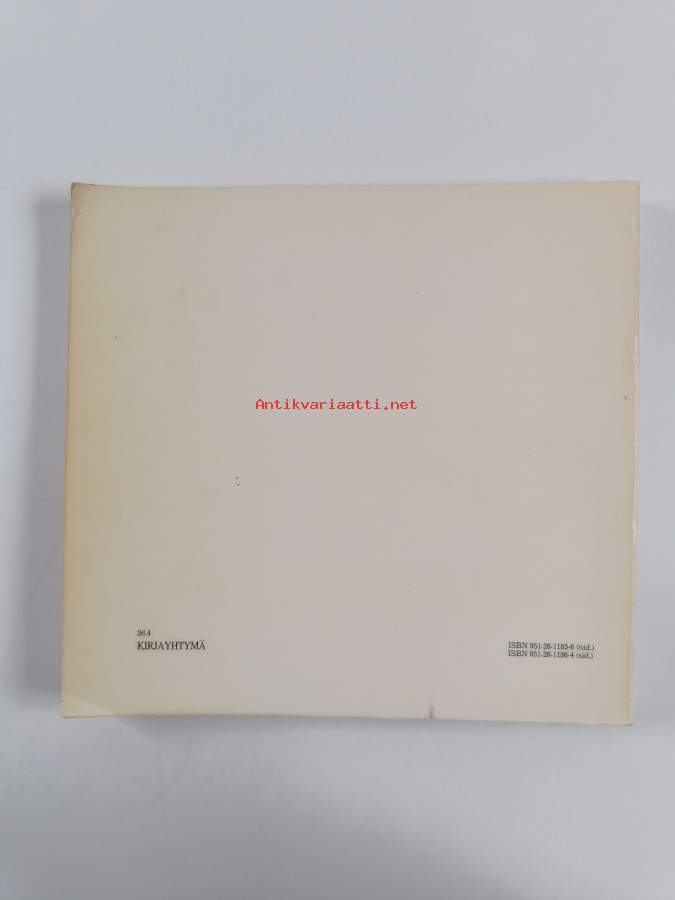 Antikvariaatti.net
36.4
KIRJAYHTYMÄ
ISBN 951-26-1185-6 (nid.)
ISBN 951-26-1186-4 (sid.)